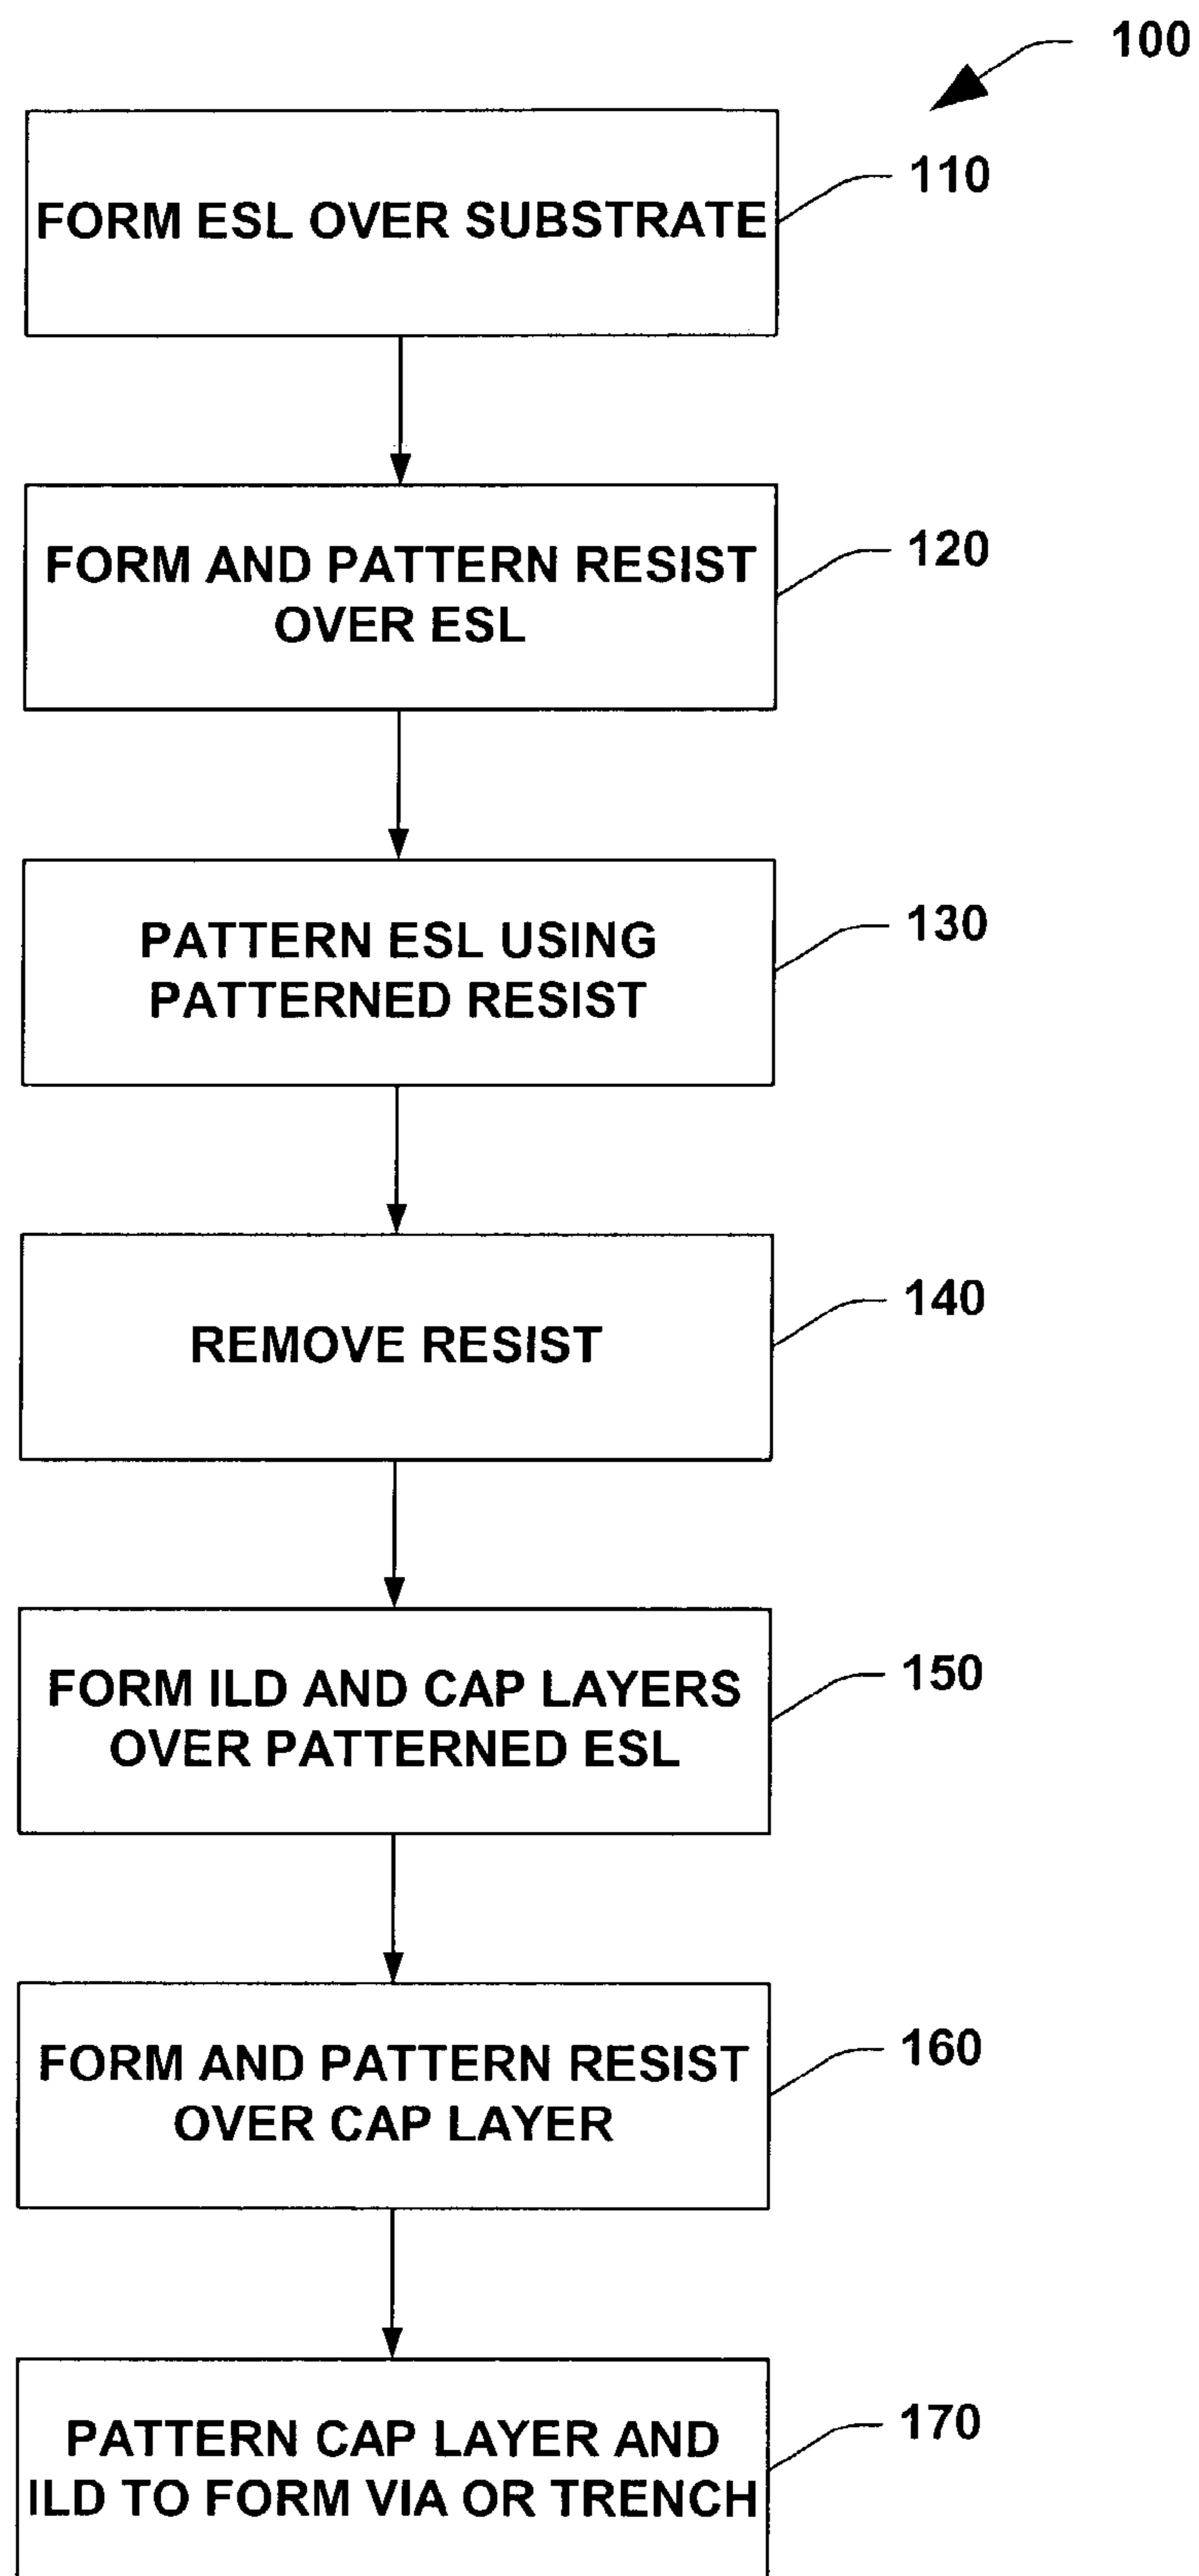 100
110
FORM ESL OVER SUBSTRATE
120
FORM AND PATTERN RESIST
OVER ESL
130
PATTERN ESL USING
PATTERNED RESIST
140
REMOVE RESIST
150
FORM ILD AND CAP LAYERS
OVER PATTERNED ESL
160
FORM AND PATTERN RESIST
OVER CAP LAYER
170
PATTERN CAP LAYER AND
ILD TO FORM VIA OR TRENCH